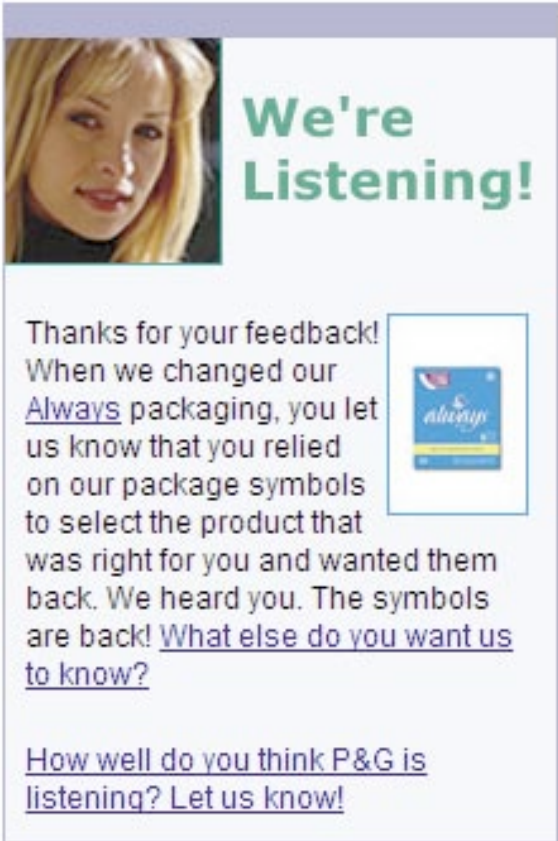 We're
Listening!
Thanks for your feedback!
When we changed our
Always packaging, you let
us know that you relied
on our package symbols
to select the product that
was right for you and wanted them
back. We heard you. The symbols
are back! What else do you want us
to know?
How well do you think P&G is
listening? Let us know!
always